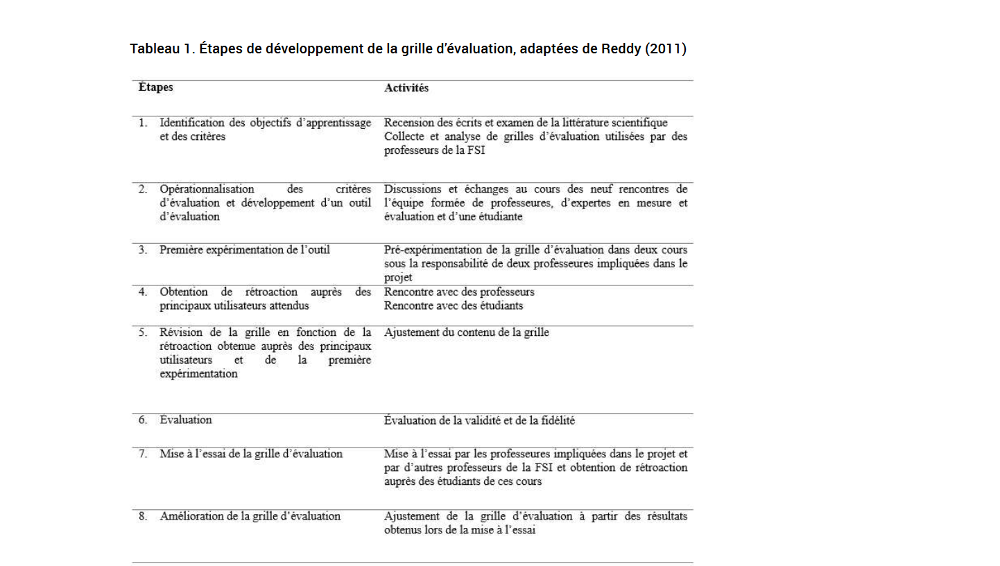 Tableau 1. Étapes de développement de la grille d’évaluation, adaptées de Reddy (2011)
Étapes Activités
1. Identification des objectifs d’apprentissage et des critères
Recension des écrits et examen de la littérature scientifique
Collecte et analyse de grilles d’évaluation utilisées par des
professeurs de la FSI
2. Opérationnalisation des critères
d’évaluation et développement d’un outil
d’évaluation
Discussions et échanges au cours des neuf rencontres de
l’équipe formée de professeures, d’expertes en mesure et
évaluation et d’une étudiante
3. Première expérimentation de l’outil
Pré-expérimentation de la grille d’évaluation dans deux cours
sous la responsabilité de deux professeures impliquées dans le
projet
4. Obtention de rétroaction auprès des
principaux utilisateurs attendus
Rencontre avec des professeurs
Rencontre avec des étudiants
5. Révision de la grille en fonction de la
rétroaction obtenue auprès des principaux
utilisateurs et de la première
expérimentation
Ajustement du contenu de la grille
6. Évaluation
Évaluation de la validité et de la fidélité
7. Mise à l’essai de la grille d’évaluation
Mise à l’essai par les professeures impliquées dans le projet et
par d’autres professeurs de la FSI et obtention de rétroaction
auprès des étudiants de ces cours
8. Amélioration de la grille d’évaluation
Ajustement de la grille d’évaluation à partir des résultats
obtenus lors de la mise à l’essai